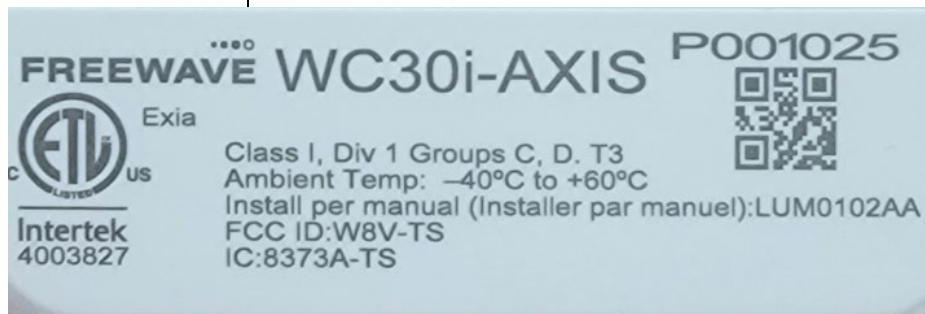 FREEWAVE WC30i-AXIS P001025
Exia
C ETL US
LISTED
Intertek
4003827
Class I, Div 1 Groups C, D. T3
Ambient Temp: –40ºC to +60ºC
Install per manual (Installer par manuel):LUM0102AA
FCC ID:W8V-TS
IC:8373A-TS